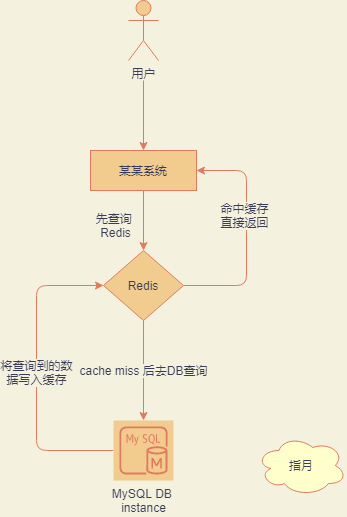 用户
某某系统
先查询
Redis
命中缓存
直接返回
Redis
将查询到的数
据写入缓存
cache miss 后去DB查询
My SQL
M
MySQL DB
instance
指月